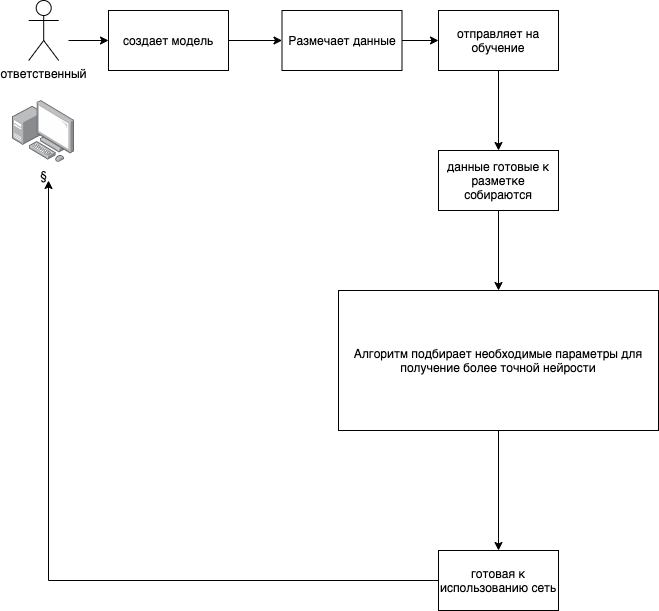 ответственный
создает модель
Размечает данные
отправляет на
обучение
данные готовые к
разметке
собираются
Алгоритм подбирает необходимые параметры для
получение более точной нейрости
готовая к
использованию сеть
§